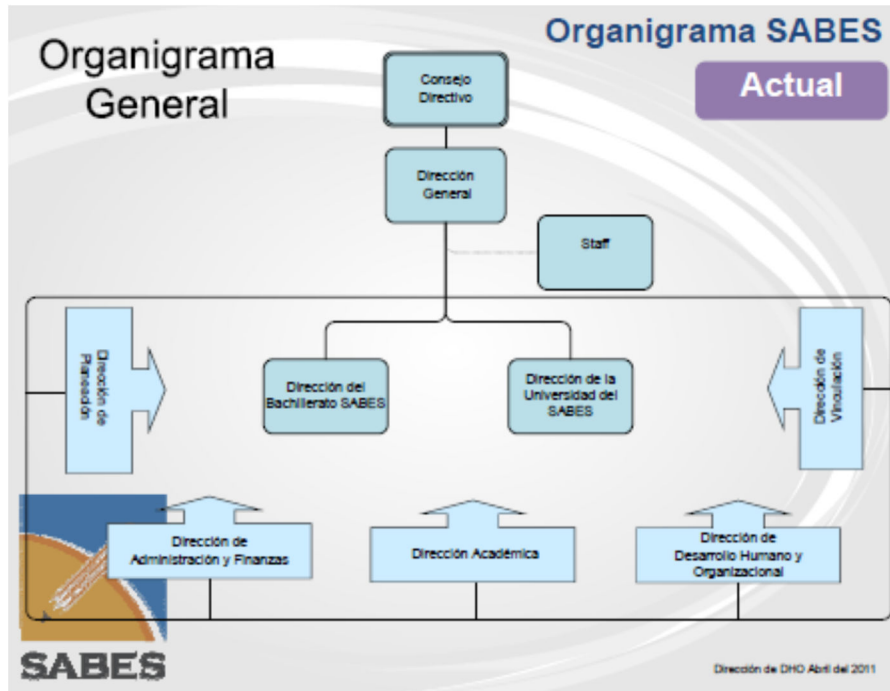 Organigrama
General
Organigrama SABES
Actual
Consejo
Directivo
Dirección
General
Staff
Dirección de
Planeación
Dirección del
Bachillerato SABES
Dirección de la
Universidad del
SABES
Dirección de
Vinculación
Dirección de
Administración y Finanzas
Dirección Académica
Dirección de
Desarrollo Humano y
Organizacional
SABES
Dirección de DHO Abril del 2011